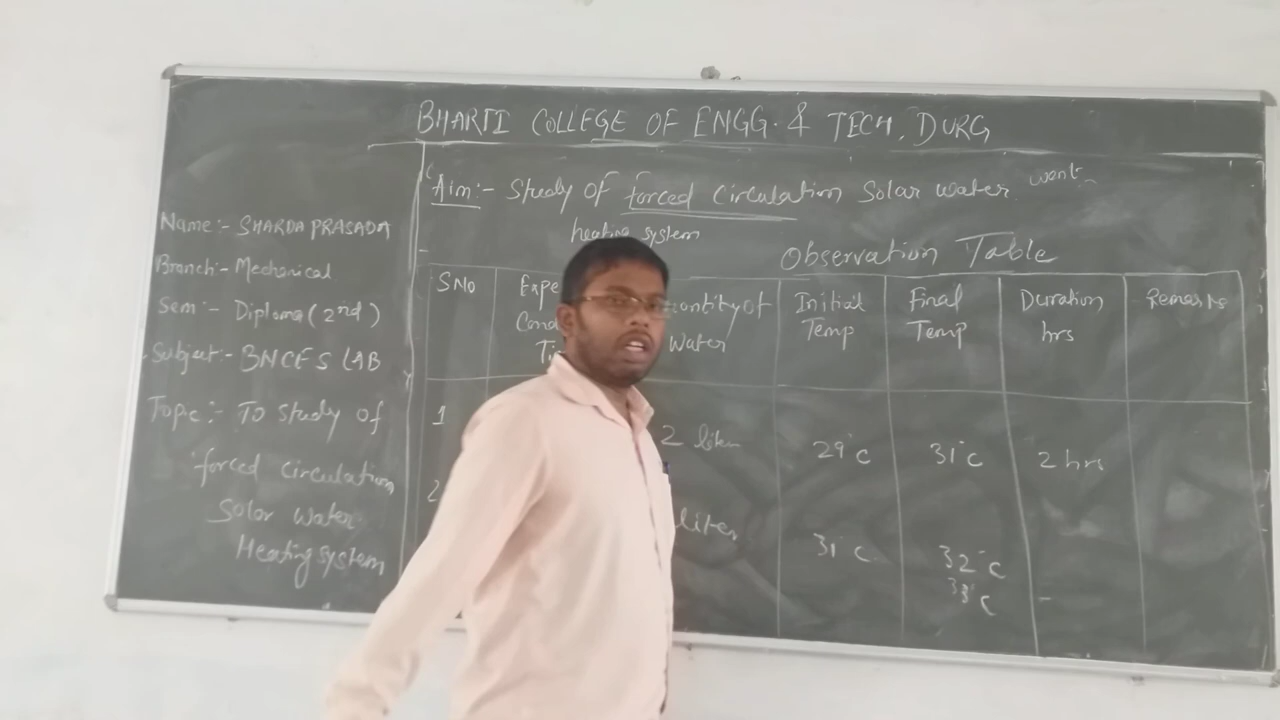 BHARTI COLLEGE OF ENGG. & TECH, DURG
Name:- SHARDA PRASADA
Branch:- Mechanical
Sem:- Diploma (2nd)
Subject:- BNCES LAB
Topic:- To study of
forced circulation
Solar water
Heating system
Aim:- Study of forced circulation Solar water
heating system
Observation Table
SNo Initial Temp Final Temp Duration hrs Remarks
Water
1 2 liter 29°C 31°C 2 hrs
2 liter 31°C 32°C -
33°C